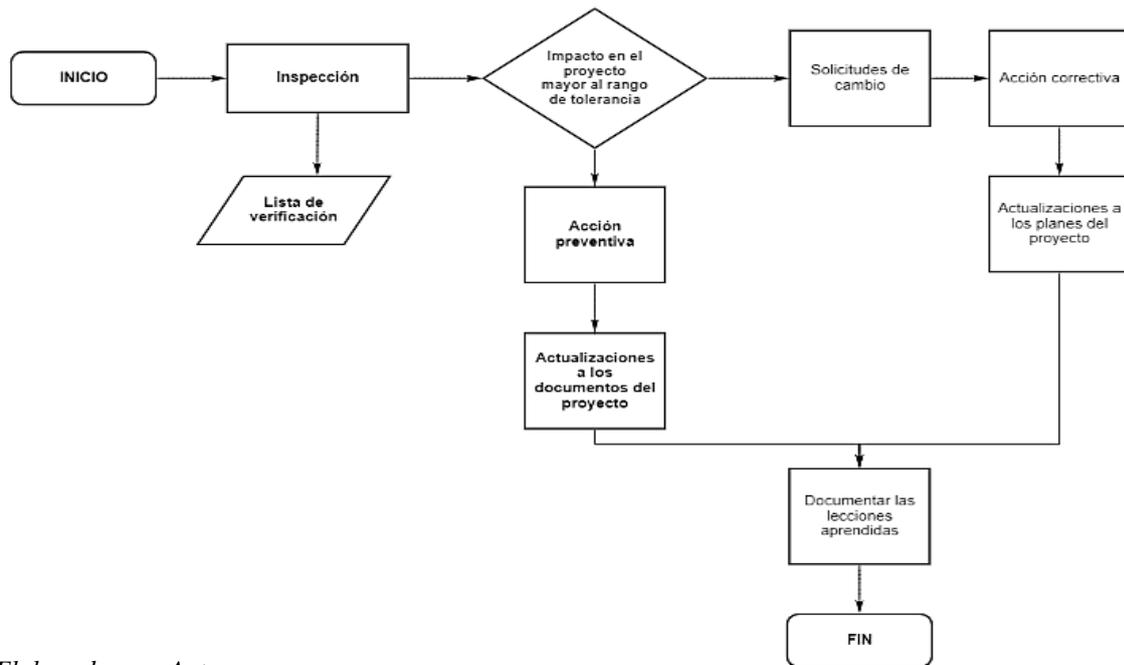 INICIO
Inspección
Lista de
verificación
Impacto en el
proyecto
mayor al rango
de tolerancia
Solicitudes de
cambio
Acción correctiva
Actualizaciones a
los planes del
proyecto
Acción
preventiva
Actualizaciones
a los
documentos del
proyecto
Documentar las
lecciones
aprendidas
FIN